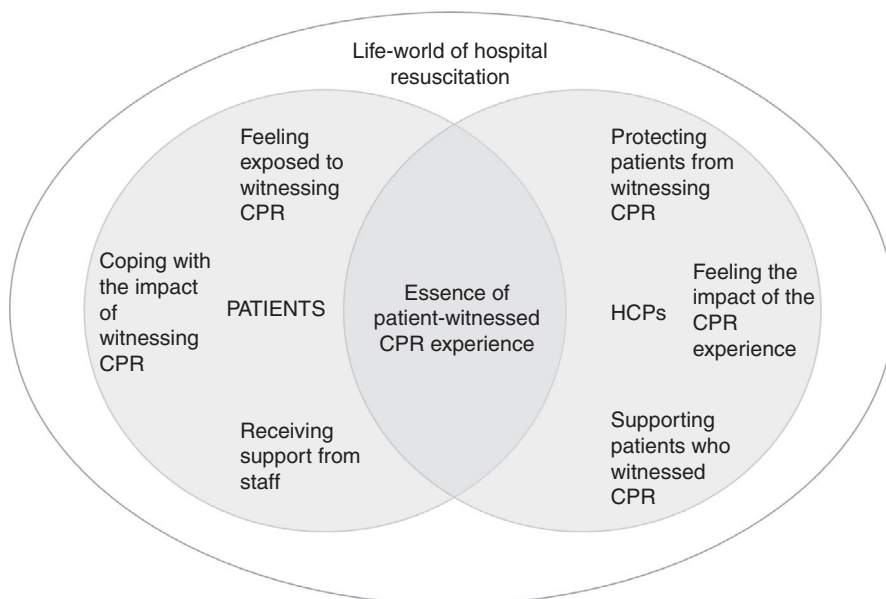 Life-world of hospital
resuscitation
Feeling
exposed to
witnessing
CPR
Coping with
the impact
of
witnessing
CPR
PATIENTS
Receiving
support from
staff
Essence of
patient-witnessed
CPR experience
Protecting
patients from
witnessing
CPR
HCPs
Feeling the
impact of the
CPR
experience
Supporting
patients who
witnessed
CPR